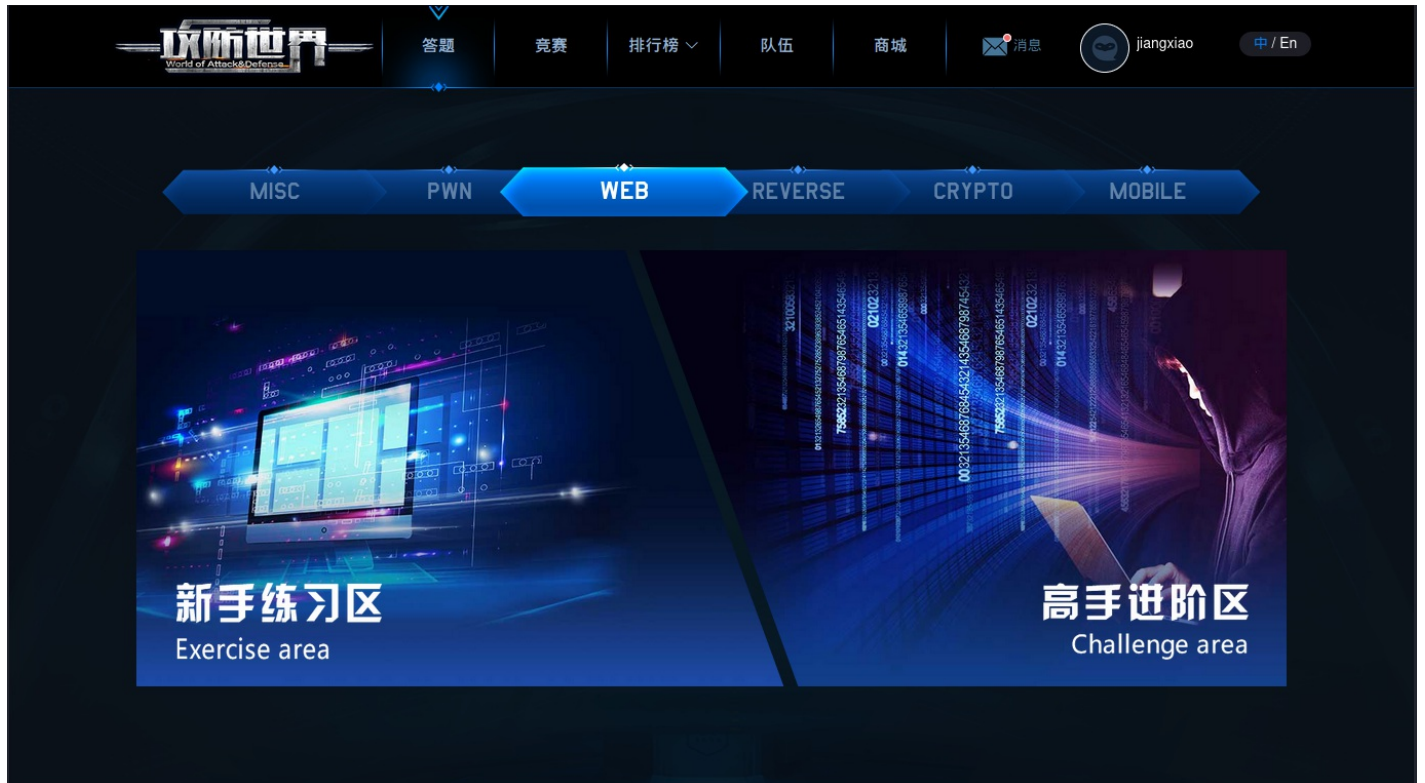 攻防世界
World of Attack&Defense
答题
竞赛
排行榜
队伍
商城
消息
jiangxiao
中 / En
MISC
PWN
WEB
REVERSE
CRYPTO
MOBILE
新手练习区
Exercise area
高手进阶区
Challenge area